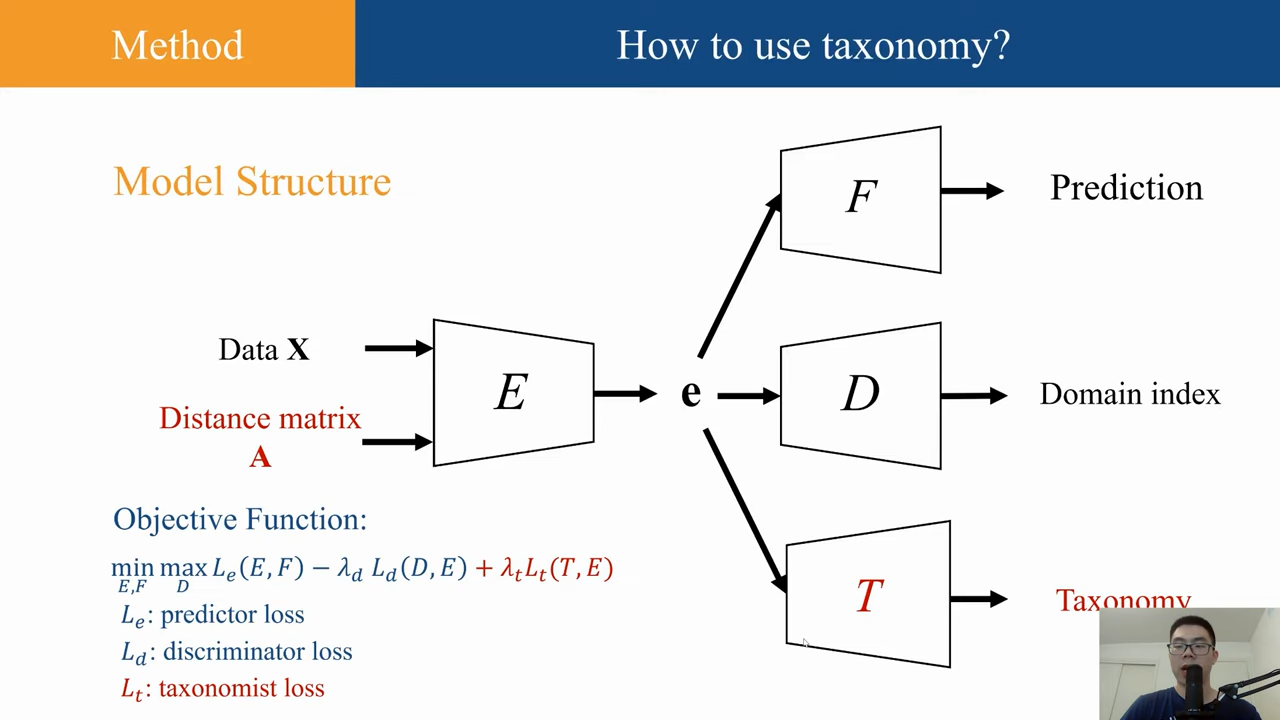 Method
How to use taxonomy?
Model Structure
F
Prediction
Data X
E
e
D
Domain index
Distance matrix
A
Objective Function:
min max L_e(E, F) − λ_d L_d(D, E) + λ_t L_t(T, E)
E,F D
L_e: predictor loss
L_d: discriminator loss
L_t: taxonomist loss
T
Taxonomy